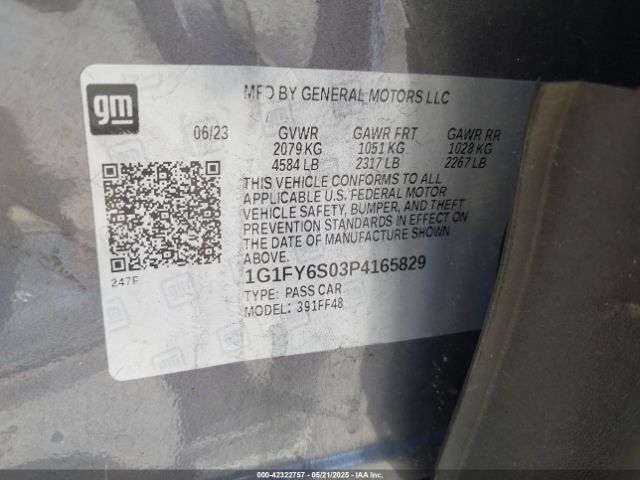 gm
MFD BY GENERAL MOTORS LLC
06/23 GVWR GAWR FRT GAWR RR
2079 KG 1051 KG 1028 KG
4584 LB 2317 LB 2267 LB
THIS VEHICLE CONFORMS TO ALL
APPLICABLE U.S. FEDERAL MOTOR
VEHICLE SAFETY, BUMPER, AND THEFT
PREVENTION STANDARDS IN EFFECT ON
THE DATE OF MANUFACTURE SHOWN
ABOVE.
247F
1G1FY6S03P4165829
TYPE: PASS CAR
MODEL: 391FF48
000-42322757 - 05/21/2025 - IAAI.COM